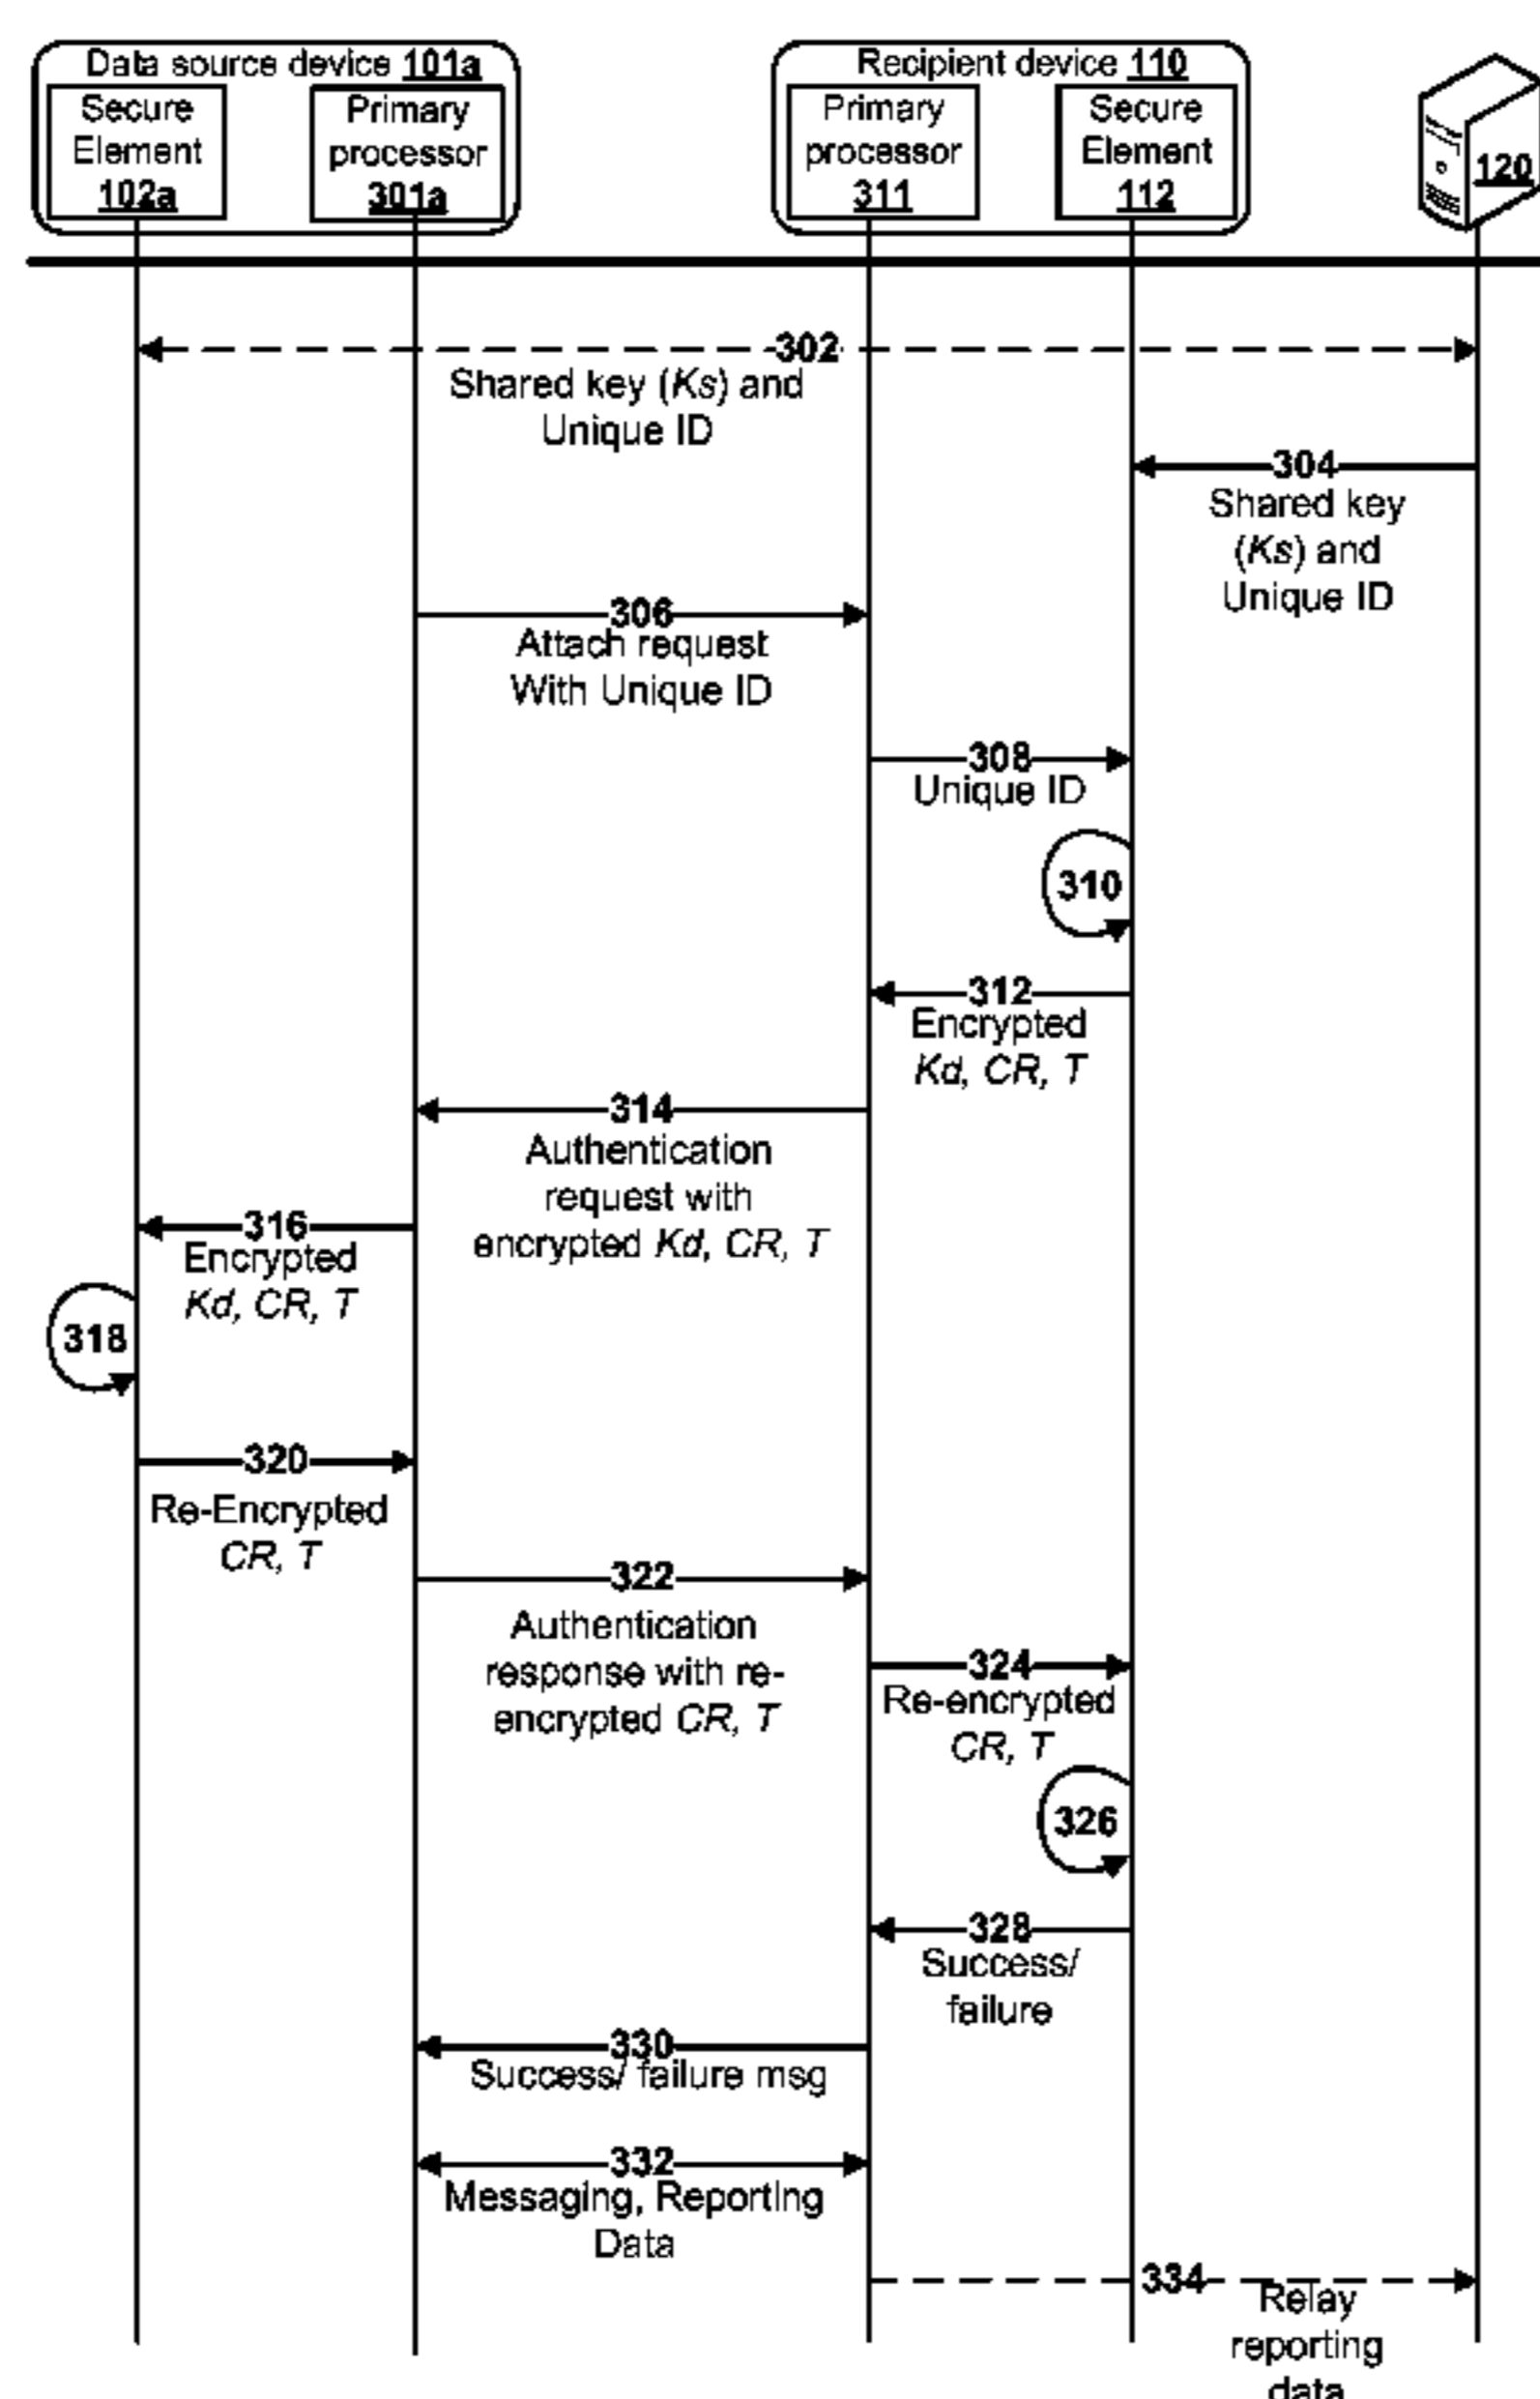 Data source device 101a
Secure
Element
102a
Primary
processor
301a
Recipient device 110
Primary
processor
311
Secure
Element
112
120
302
Shared key (Ks) and
Unique ID
304
Shared key
(Ks) and
Unique ID
306
Attach request
With Unique ID
308
Unique ID
310
312
Encrypted
Kd, CR, T
314
Authentication
request with
encrypted Kd, CR, T
316
Encrypted
Kd, CR, T
318
320
Re-Encrypted
CR, T
322
Authentication
response with re-
encrypted CR, T
324
Re-encrypted
CR, T
326
328
Success/
failure
330
Success/ failure msg
332
Messaging, Reporting
Data
334
Relay
reporting
data